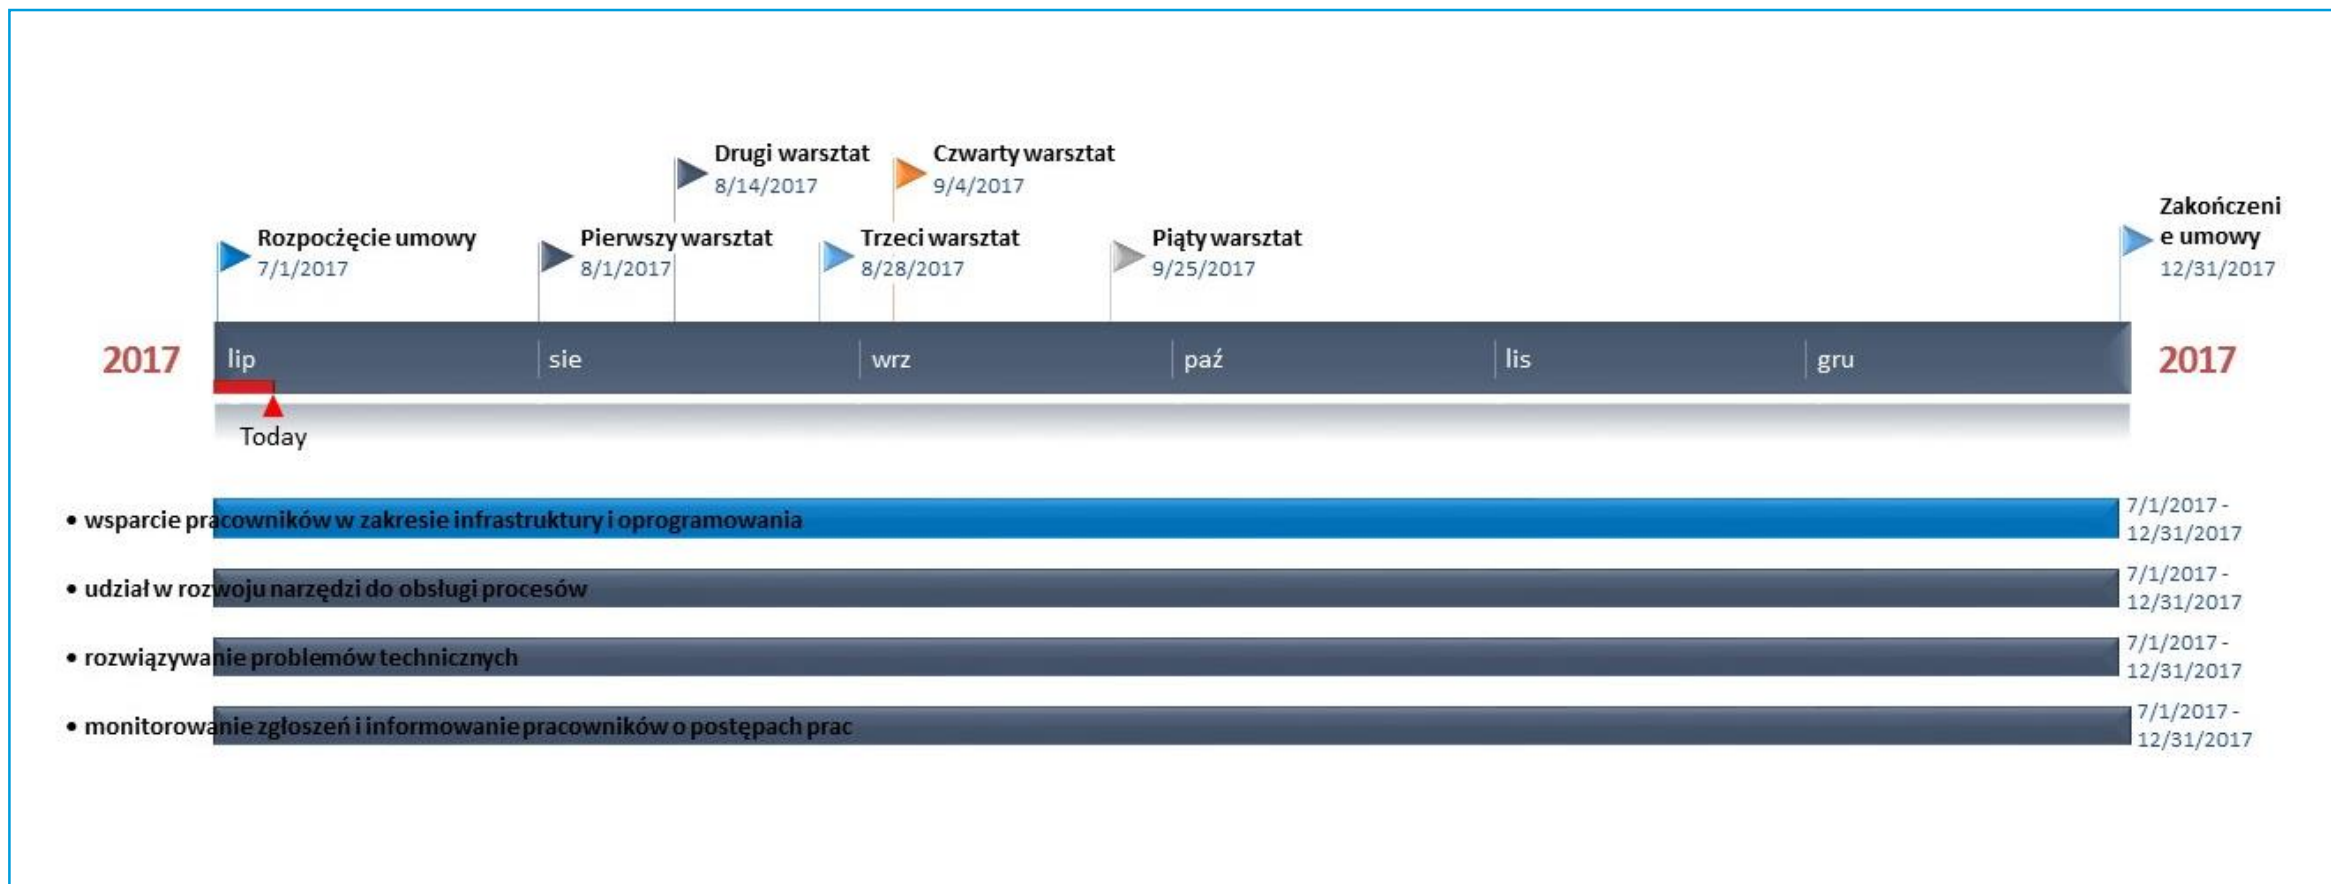 Drugi warsztat
8/14/2017
Czwarty warsztat
9/4/2017
Rozpoczęcie umowy
7/1/2017
Pierwszy warsztat
8/1/2017
Trzeci warsztat
8/28/2017
Piąty warsztat
9/25/2017
Zakończeni
e umowy
12/31/2017
2017
lip
sie
wrz
paź
lis
gru
2017
Today
• wsparcie pracowników w zakresie infrastruktury i oprogramowania
7/1/2017 -
12/31/2017
• udział w rozwoju narzędzi do obsługi procesów
7/1/2017 -
12/31/2017
• rozwiązywanie problemów technicznych
7/1/2017 -
12/31/2017
• monitorowanie zgłoszeń i informowanie pracowników o postępach prac
7/1/2017 -
12/31/2017